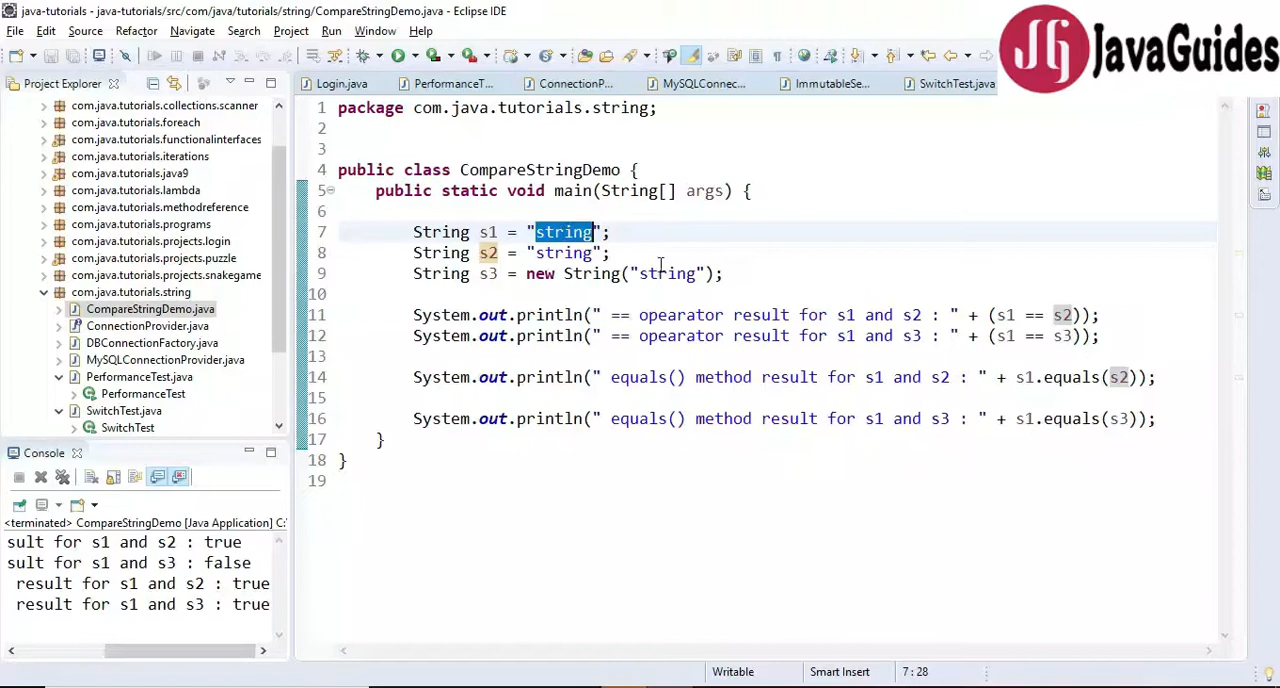 java-tutorials - java-tutorials/src/com/java/tutorials/string/CompareStringDemo.java - Eclipse IDE
File Edit Source Refactor Navigate Search Project Run Window Help
JG JavaGuides
Project Explorer
Login.java PerformanceT... ConnectionP... MySQLConnec... ImmutableSe... SwitchTest.java
com.java.tutorials.collections.scanner
com.java.tutorials.foreach
com.java.tutorials.functionalinterfaces
com.java.tutorials.iterations
com.java.tutorials.java9
com.java.tutorials.lambda
com.java.tutorials.methodreference
com.java.tutorials.programs
com.java.tutorials.projects.login
com.java.tutorials.projects.puzzle
com.java.tutorials.projects.snakegame
com.java.tutorials.string
CompareStringDemo.java
ConnectionProvider.java
DBConnectionFactory.java
MySQLConnectionProvider.java
PerformanceTest.java
PerformanceTest
SwitchTest.java
SwitchTest
1 package com.java.tutorials.string;
2
3
4 public class CompareStringDemo {
5 public static void main(String[] args) {
6
7 String s1 = "string";
8 String s2 = "string";
9 String s3 = new String("string");
10
11 System.out.println(" == opearator result for s1 and s2 : " + (s1 == s2));
12 System.out.println(" == opearator result for s1 and s3 : " + (s1 == s3));
13
14 System.out.println(" equals() method result for s1 and s2 : " + s1.equals(s2));
15
16 System.out.println(" equals() method result for s1 and s3 : " + s1.equals(s3));
17 }
18 }
19
Console
<terminated> CompareStringDemo [Java Application] C:
sult for s1 and s2 : true
sult for s1 and s3 : false
result for s1 and s2 : true
result for s1 and s3 : true
Writable Smart Insert 7 : 28